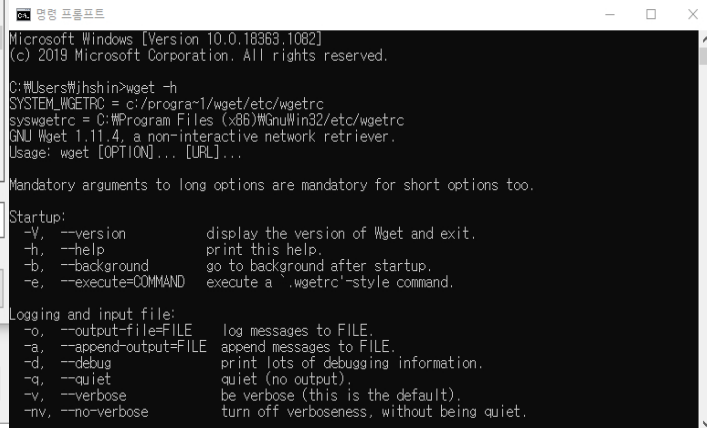 명령 프롬프트
Microsoft Windows [Version 10.0.18363.1082]
(c) 2019 Microsoft Corporation. All rights reserved.
C:₩Users₩jhshin>wget -h
SYSTEM_WGETRC = c:/progra~1/wget/etc/wgetrc
syswgetrc = C:₩Program Files (x86)₩GnuWin32/etc/wgetrc
GNU Wget 1.11.4, a non-interactive network retriever.
Usage: wget [OPTION]... [URL]...
Mandatory arguments to long options are mandatory for short options too.
Startup:
-V, --version display the version of Wget and exit.
-h, --help print this help.
-b, --background go to background after startup.
-e, --execute=COMMAND execute a `.wgetrc'-style command.
Logging and input file:
-o, --output-file=FILE log messages to FILE.
-a, --append-output=FILE append messages to FILE.
-d, --debug print lots of debugging information.
-q, --quiet quiet (no output).
-v, --verbose be verbose (this is the default).
-nv, --no-verbose turn off verboseness, without being quiet.